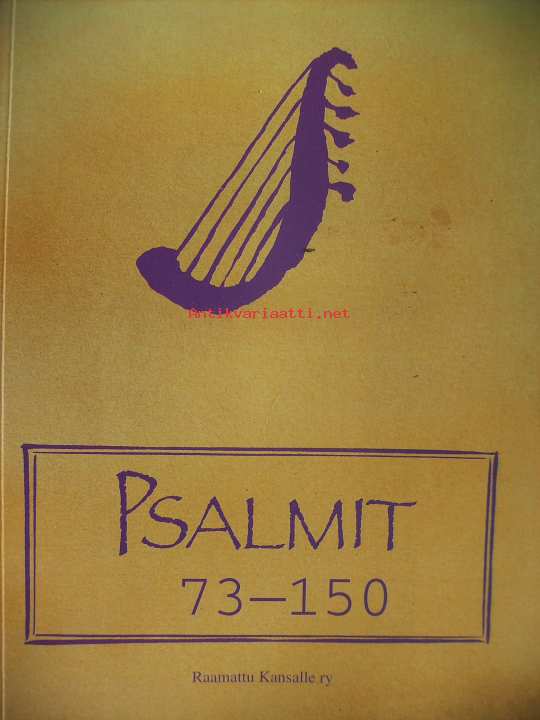 Antikvariaatti.net
PSALMIT
73–150
Raamattu Kansalle ry